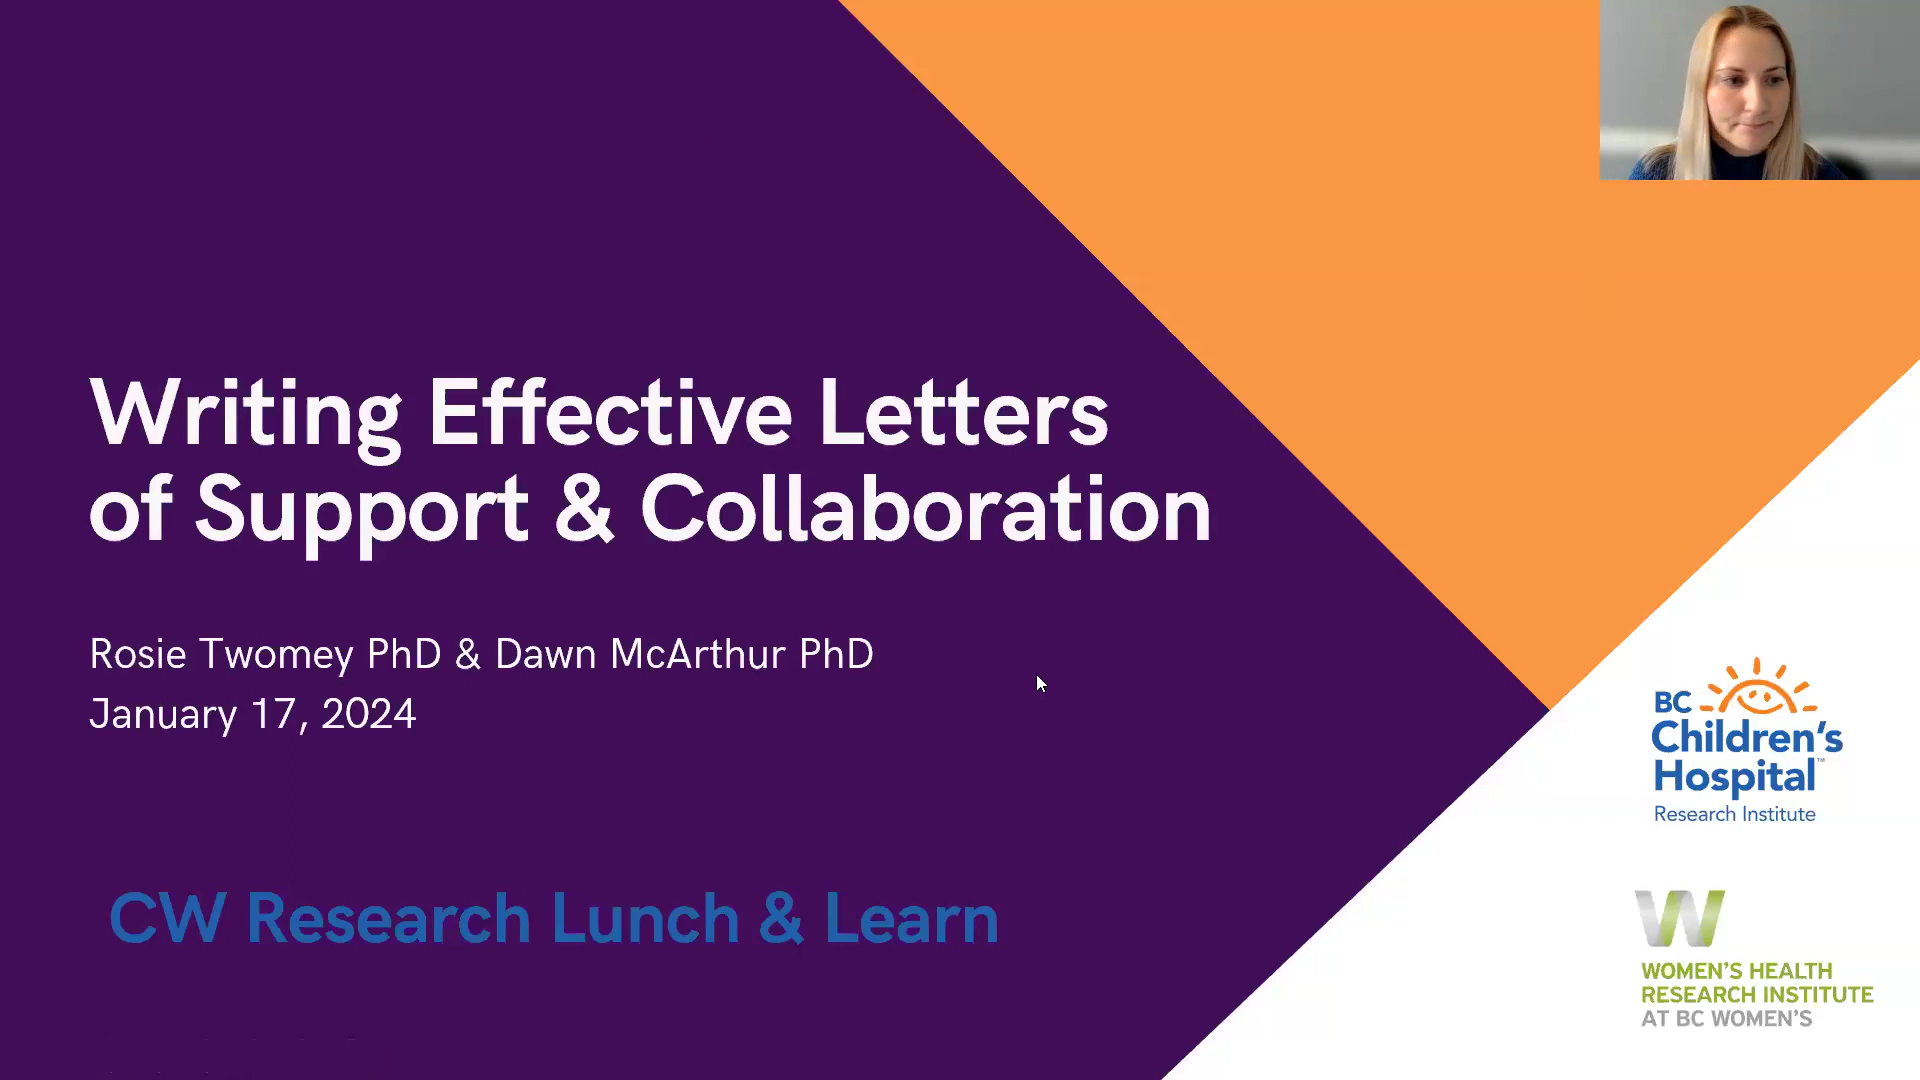 Writing Effective Letters
of Support & Collaboration
Rosie Twomey PhD & Dawn McArthur PhD
January 17, 2024
CW Research Lunch & Learn
BC
Children's
Hospital™
Research Institute
W
WOMEN'S HEALTH
RESEARCH INSTITUTE
AT BC WOMEN'S